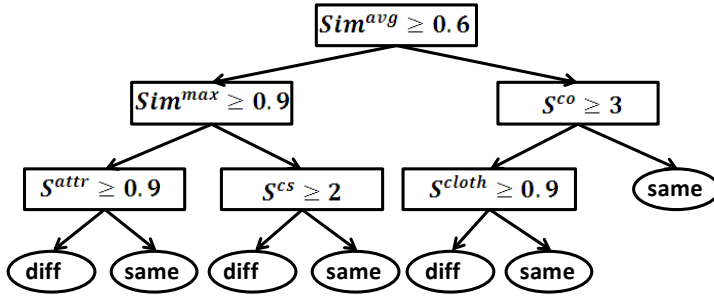 Sim^avg ≥ 0.6
Sim^max ≥ 0.9
S^co ≥ 3
S^attr ≥ 0.9
S^cs ≥ 2
S^cloth ≥ 0.9
same
diff
same
diff
same
diff
same